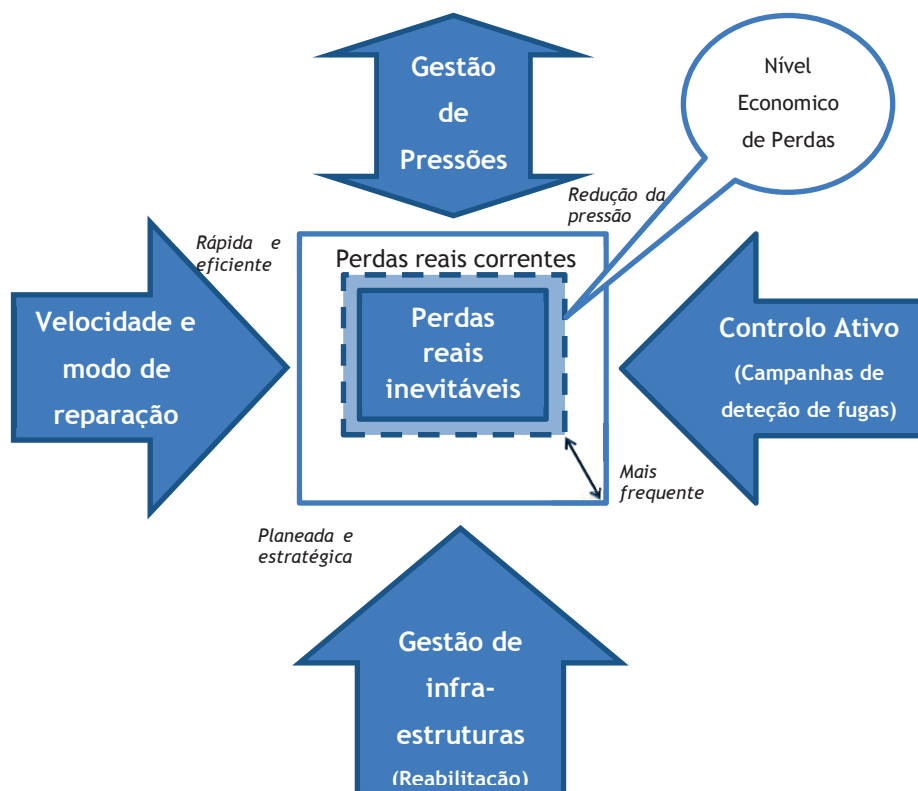 Gestão
de
Pressões
Nível
Economico
de Perdas
Redução da
pressão
Rápida e
eficiente
Perdas reais correntes
Velocidade e
modo de
reparação
Perdas
reais
inevitáveis
Controlo Ativo
(Campanhas de
deteção de fugas)
Mais
frequente
Planeada e
estratégica
Gestão de
infra-
estruturas
(Reabilitação)